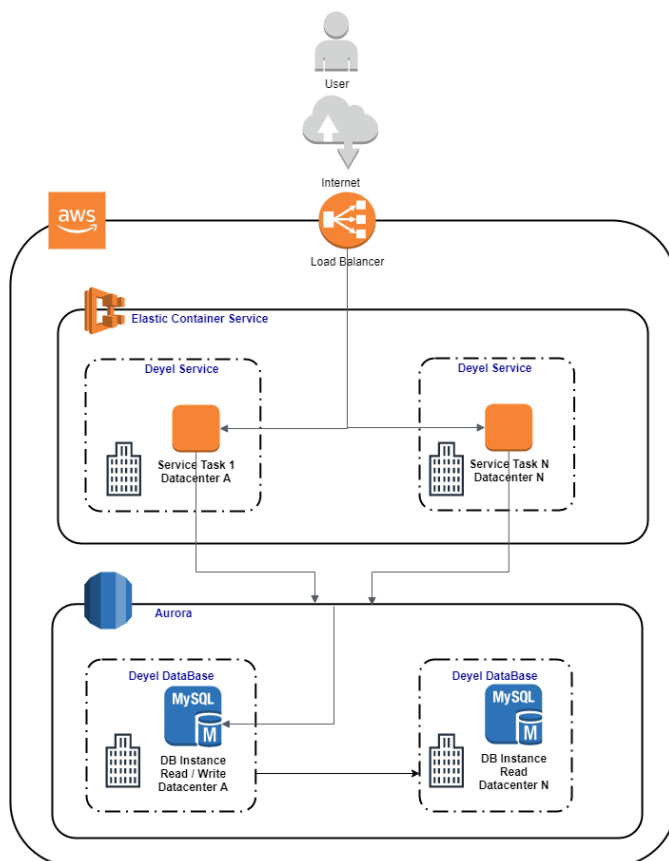 User
Internet
aws
Load Balancer
Elastic Container Service
Deyel Service
Service Task 1
Datacenter A
Deyel Service
Service Task N
Datacenter N
Aurora
Deyel DataBase
MySQL
M
DB Instance
Read / Write
Datacenter A
Deyel DataBase
MySQL
M
DB Instance
Read
Datacenter N